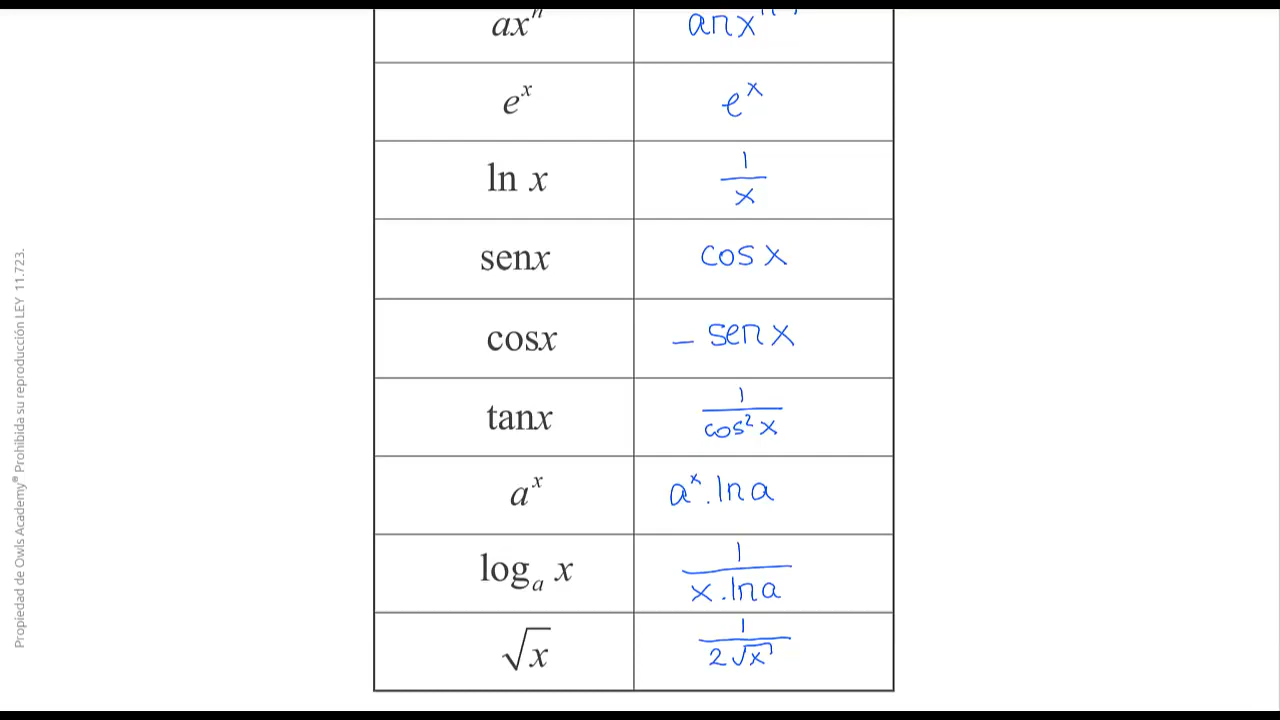 axⁿ anxⁿ⁻¹
eˣ eˣ
ln x 1/x
senx cos x
cosx – sen x
tanx 1/cos² x
aˣ aˣ.ln a
logₐ x 1/x.ln a
√x 1/2√x
Propiedad de Owls Academy® Prohibida su reproducción LEY 11.723.